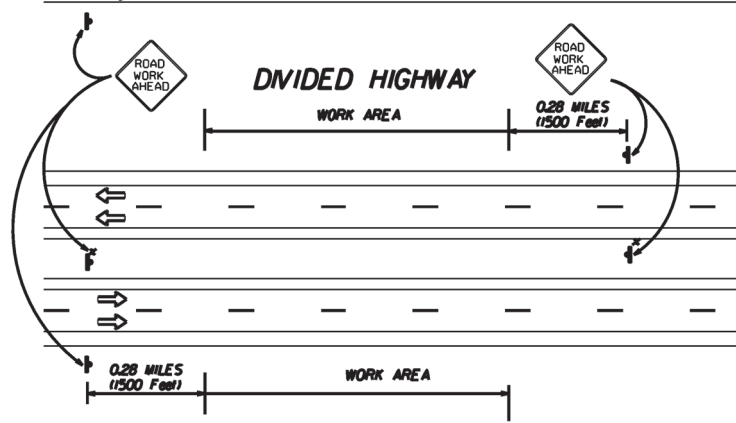 ROAD
WORK
AHEAD
DIVIDED HIGHWAY
ROAD
WORK
AHEAD
WORK AREA
0.28 MILES
(1500 Feet)
x
x
0.28 MILES
(1500 Feet)
WORK AREA